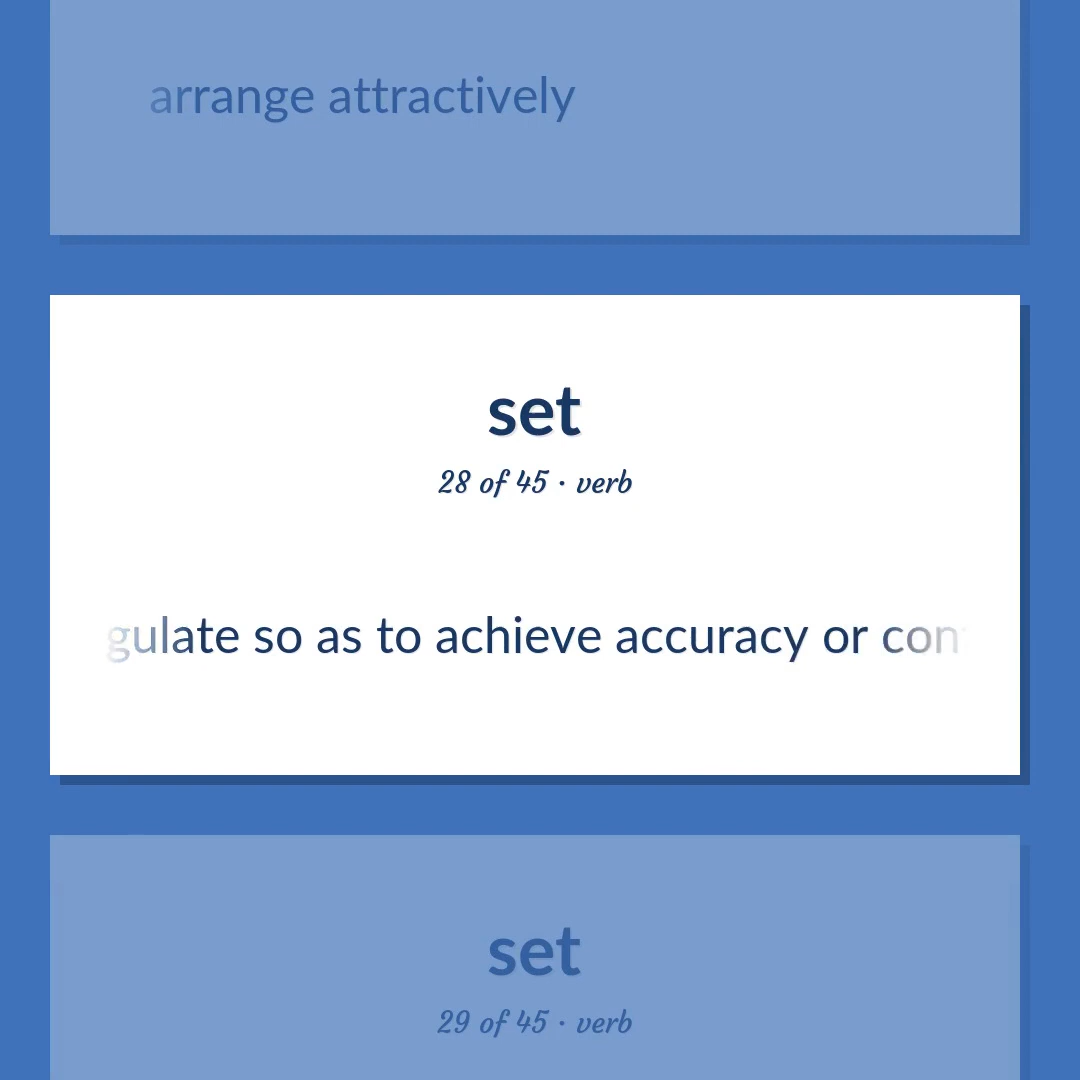 arrange attractively
set
28 of 45 · verb
gulate so as to achieve accuracy or con
set
29 of 45 · verb